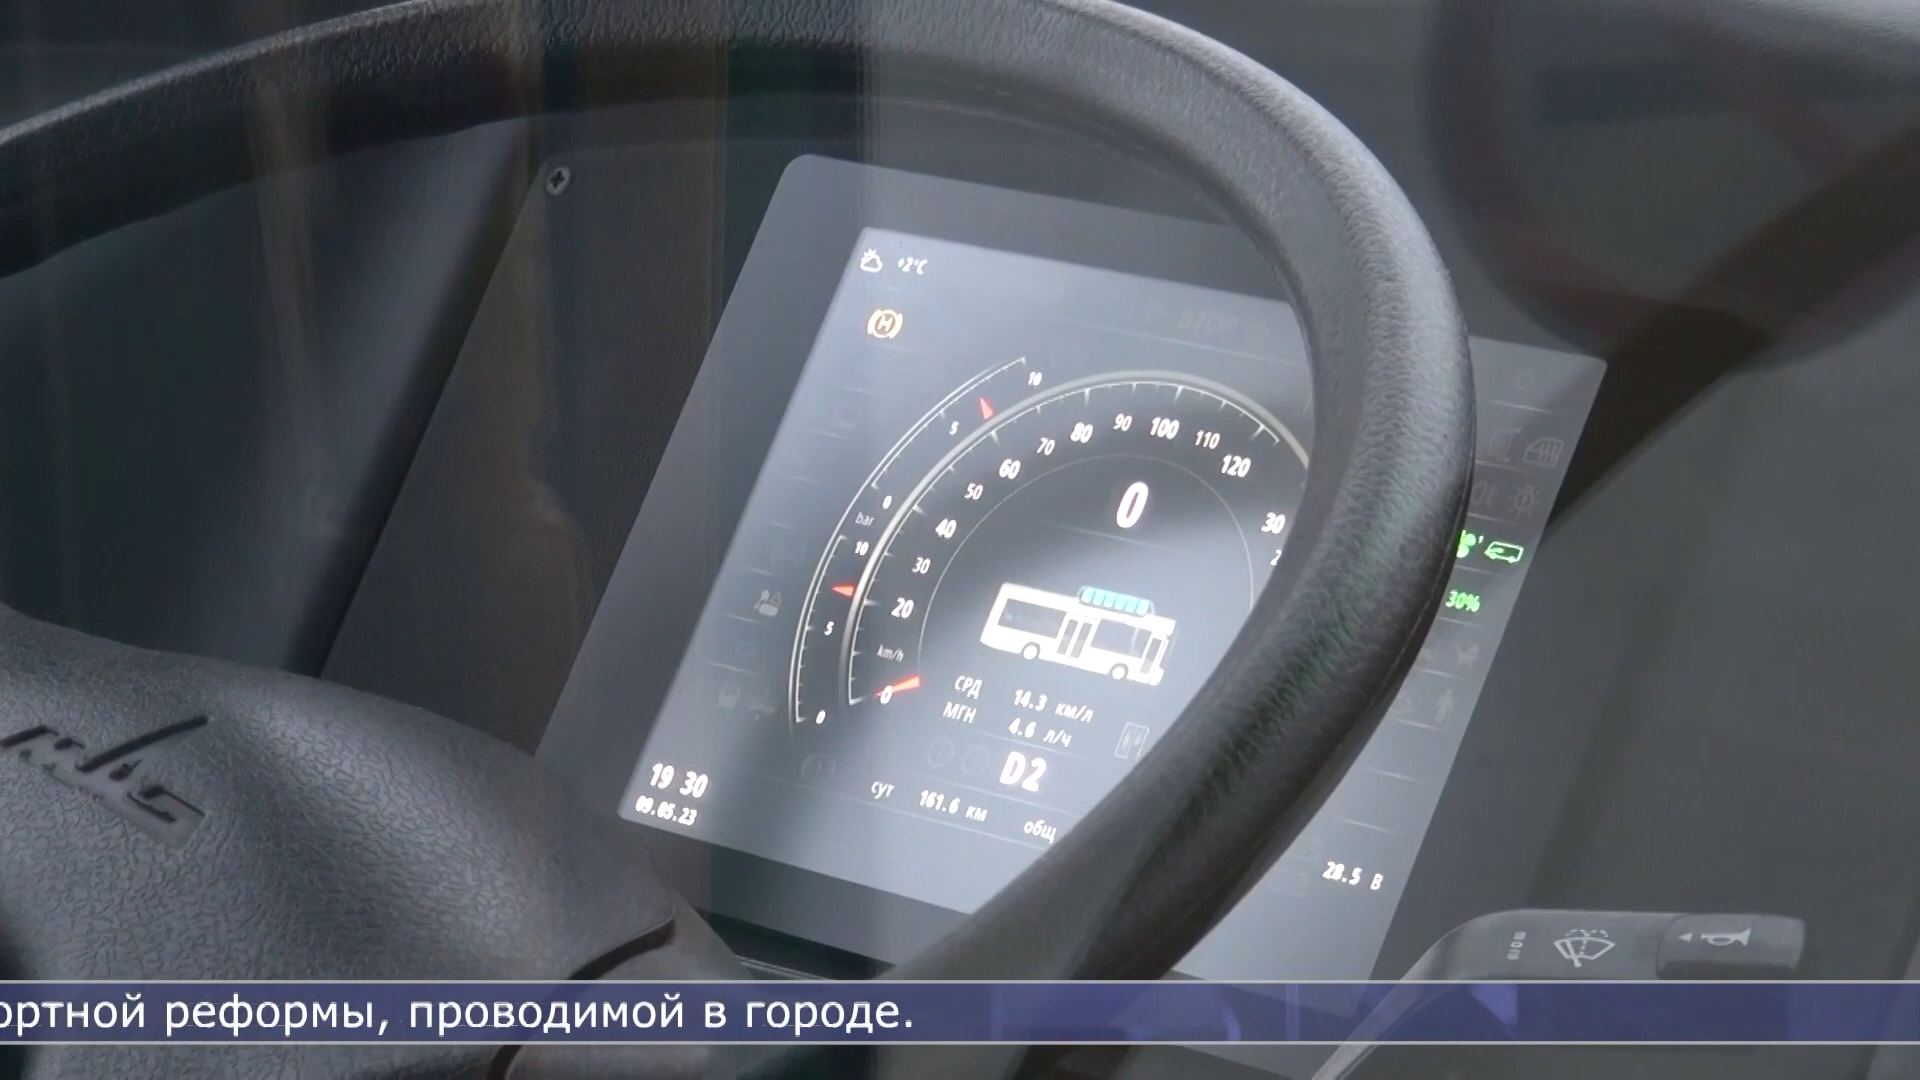 +2°C
10
5
0
bar
10
5
0
0
20
30
40
50
60
70
80
90
100
110
120
km/h
0
30
30%
СРД 14.3 км/л
МГН 4.6 л/ч
D2
19 30
09.05.23
сут 161.6 км общ
28.5 В
ортной реформы, проводимой в городе.